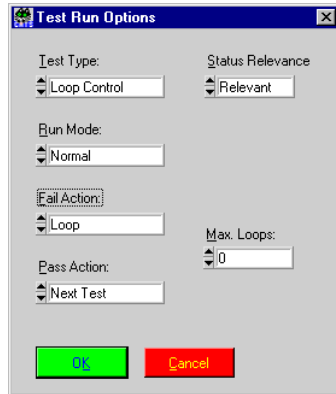 Test Run Options
Test Type:
Status Relevance
Loop Control
Relevant
Run Mode:
Normal
Fail Action:
Loop
Max. Loops:
0
Pass Action:
Next Test
OK
Cancel